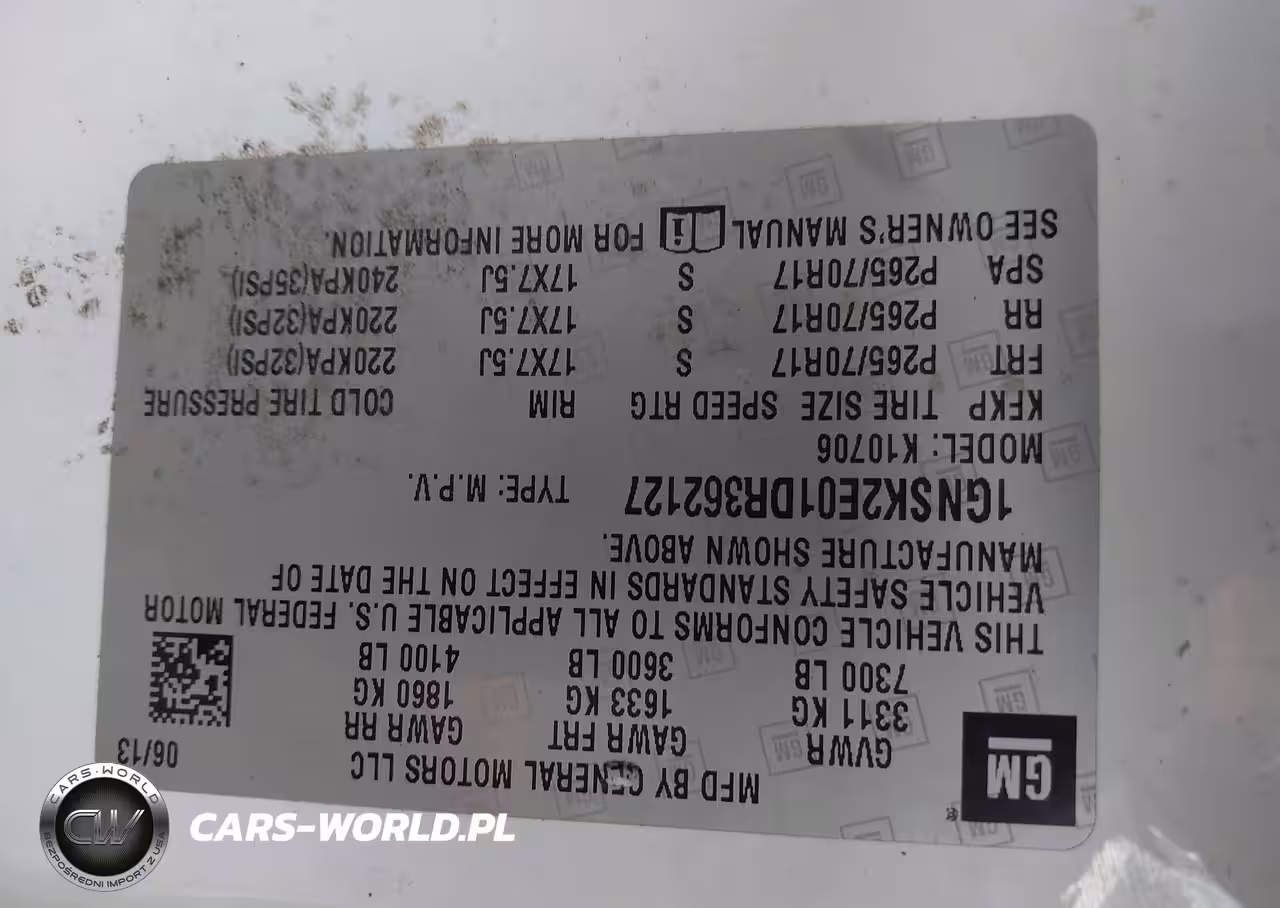 GM
MFD BY GENERAL MOTORS LLC 06/13
GVWR GAWR FRT GAWR RR
3311 KG 1633 KG 1860 KG
7300 LB 3600 LB 4100 LB
THIS VEHICLE CONFORMS TO ALL APPLICABLE U.S. FEDERAL MOTOR
VEHICLE SAFETY STANDARDS IN EFFECT ON THE DATE OF
MANUFACTURE SHOWN ABOVE.
1GNSK2E01DR362127 TYPE: M.P.V.
MODEL: K10706
KFKP TIRE SIZE SPEED RTG RIM COLD TIRE PRESSURE
FRT P265/70R17 S 17X7.5J 220KPA(32PSI)
RR P265/70R17 S 17X7.5J 220KPA(32PSI)
SPA P265/70R17 S 17X7.5J 240KPA(35PSI)
SEE OWNER'S MANUAL i FOR MORE INFORMATION.
CARS-WORLD
CW
BEZPOŚREDNI IMPORT Z USA
CARS-WORLD.PL